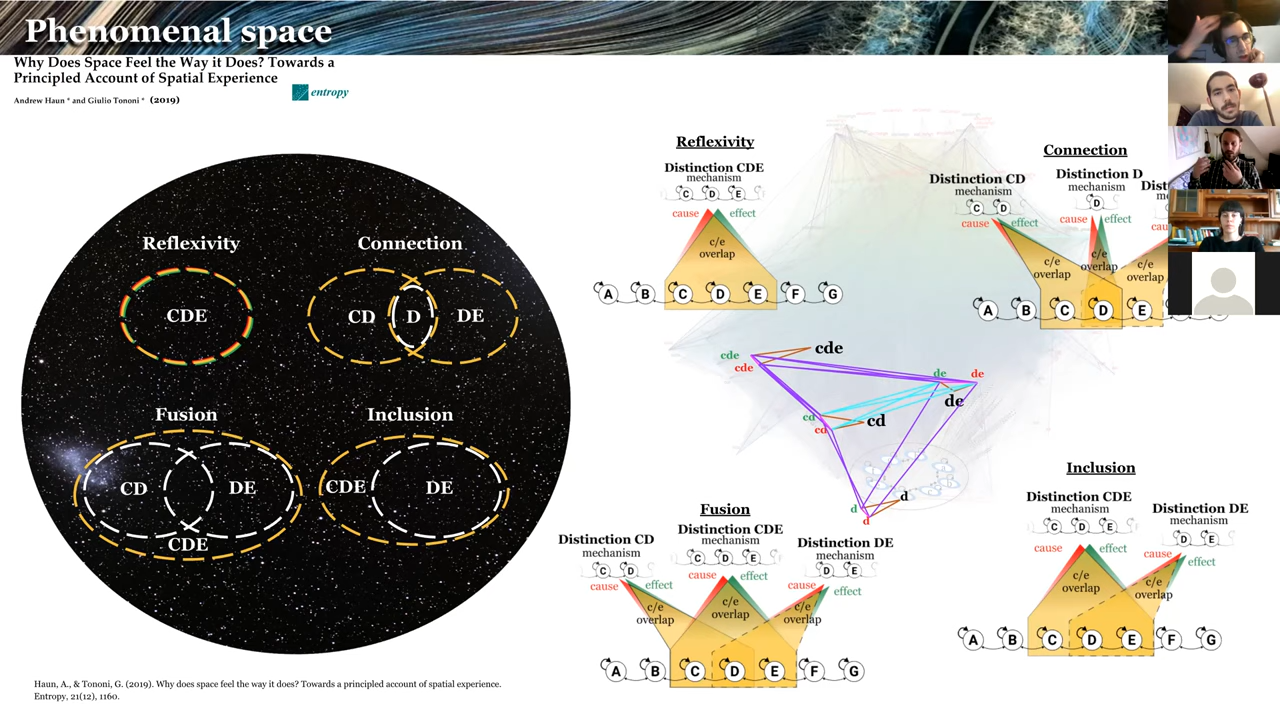 Phenomenal space
Why Does Space Feel the Way it Does? Towards a
Principled Account of Spatial Experience
Andrew Haun * and Giulio Tononi * (2019)
entropy
Reflexivity
CDE
Connection
CD
D
DE
Fusion
CD
DE
CDE
Inclusion
CDE
DE
Haun, A., & Tononi, G. (2019). Why does space feel the way it does? Towards a principled account of spatial experience.
Entropy, 21(12), 1160.
Reflexivity
Distinction CDE
mechanism
C D E
cause
effect
c/e
overlap
A B C D E F G
Connection
Distinction CD
mechanism
C D
cause
c/e
overlap
Distinction D
mechanism
D
cause
effect
c/e
overlap
c/e
overlap
A B C D E
cde
cde
cde
de
de
de
cd
cd
cd
d
d
d
Fusion
Distinction CD
mechanism
C D
cause
effect
c/e
overlap
Distinction CDE
mechanism
C D E
cause
effect
c/e
overlap
Distinction DE
mechanism
D E
cause
effect
c/e
overlap
A B C D E F G
Inclusion
Distinction CDE
mechanism
C D E
cause
effect
c/e
overlap
Distinction DE
mechanism
D E
cause
effect
c/e
overlap
A B C D E F G